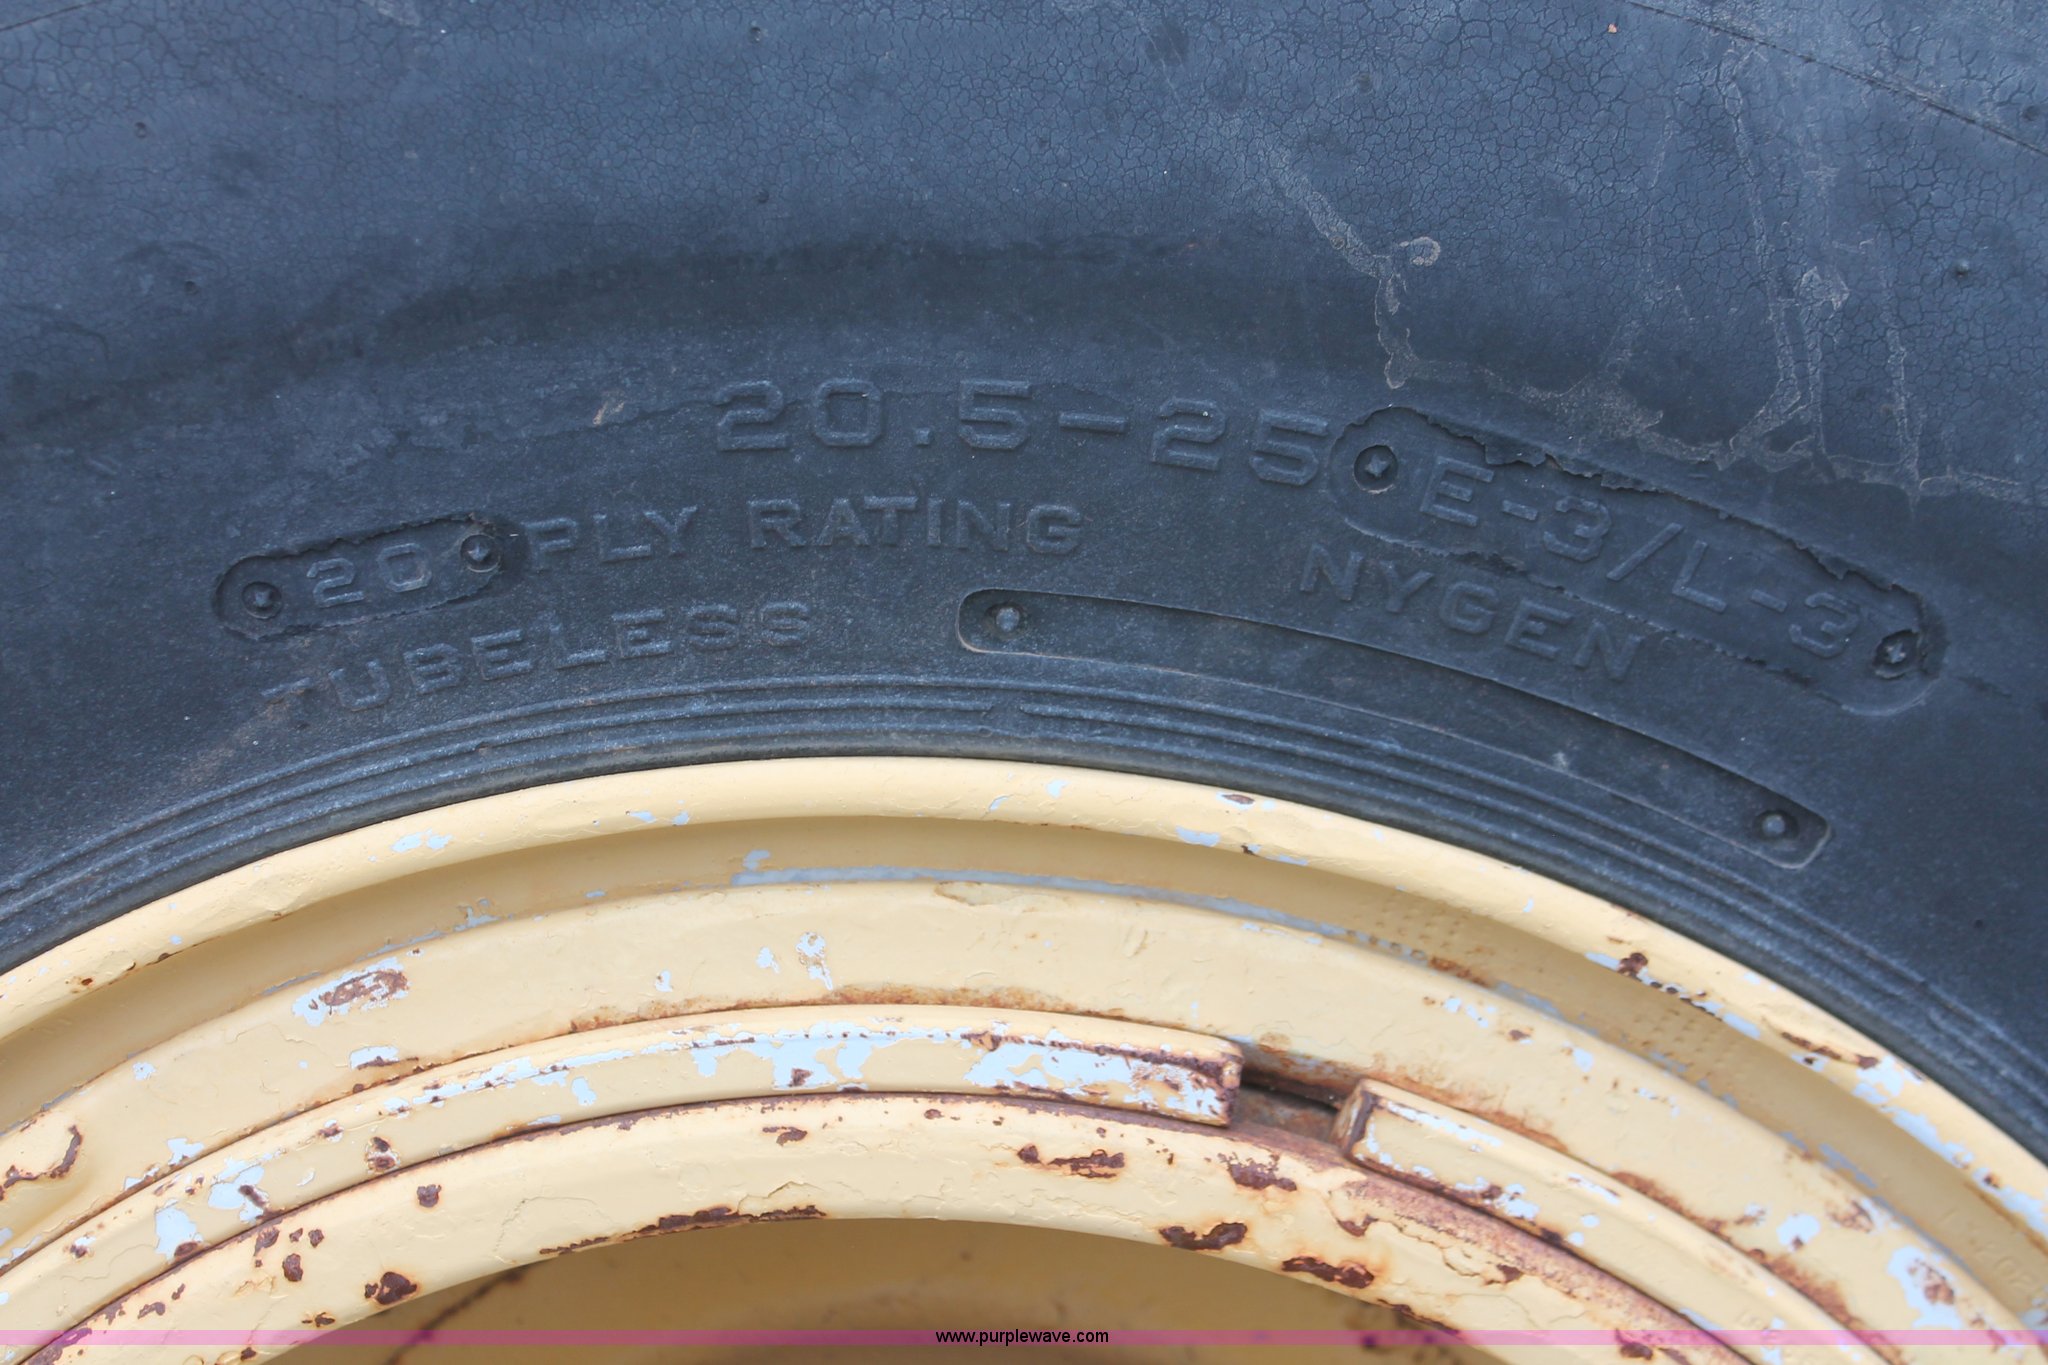 20.5-25 E-3/L-3
20 PLY RATING NYGEN
TUBELESS
www.purplewave.com